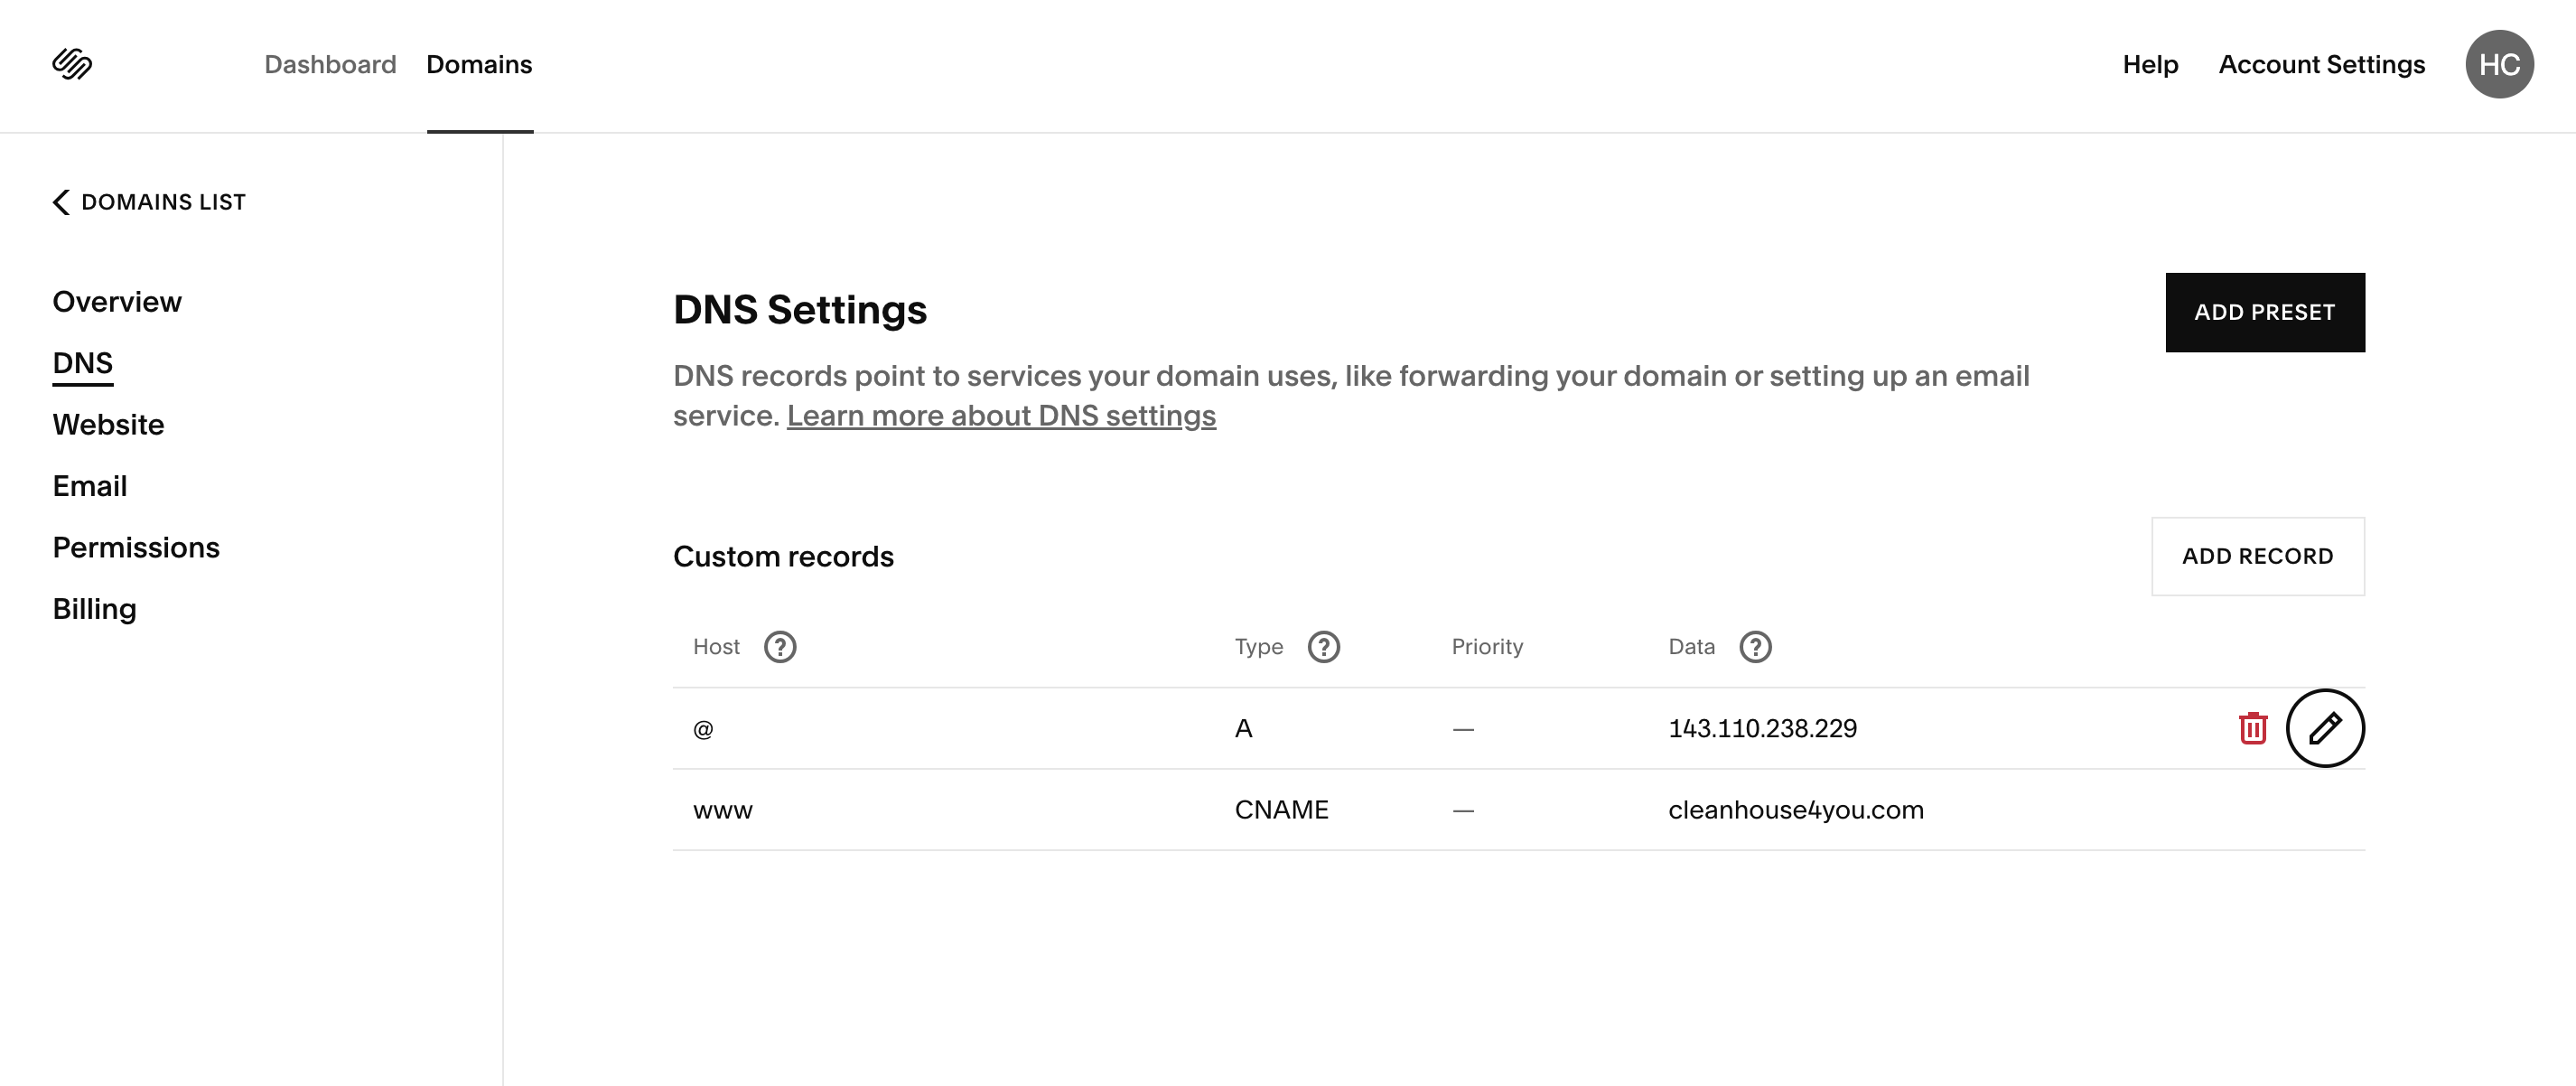 Dashboard Domains Help Account Settings HC
DOMAINS LIST
Overview
DNS
Website
Email
Permissions
Billing
DNS Settings
ADD PRESET
DNS records point to services your domain uses, like forwarding your domain or setting up an email
service. Learn more about DNS settings
Custom records
ADD RECORD
Host ? Type ? Priority Data ?
@ A — 143.110.238.229
www CNAME — cleanhouse4you.com